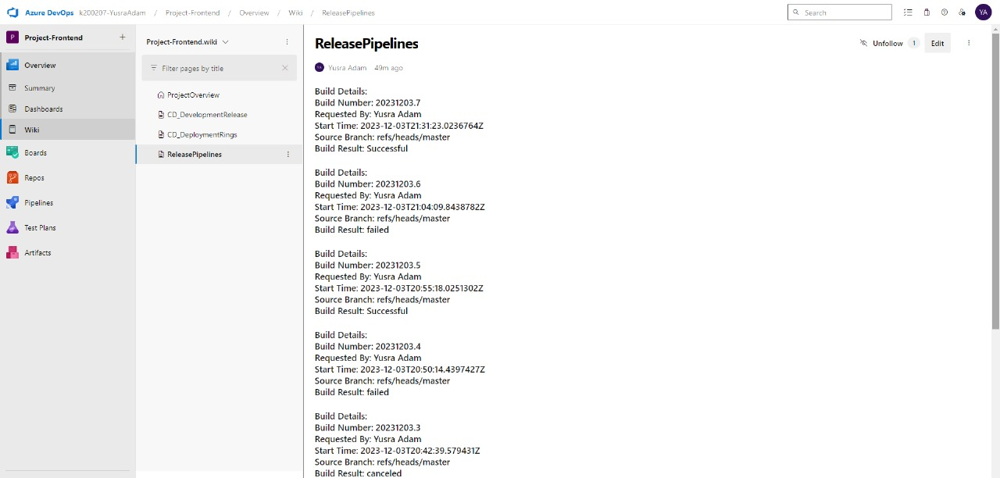 Azure DevOps k200207-YusraAdam / Project-Frontend / Overview / Wiki / ReleasePipelines
Search
YA
P Project-Frontend
Overview
Summary
Dashboards
Wiki
Boards
Repos
Pipelines
Test Plans
Artifacts
Project-Frontend.wiki
Filter pages by title
ProjectOverview
CD_DevelopmentRelease
CD_DeploymentRings
ReleasePipelines
ReleasePipelines
Unfollow 1 Edit
YA Yusra Adam 49m ago
Build Details:
Build Number: 20231203.7
Requested By: Yusra Adam
Start Time: 2023-12-03T21:31:23.0236764Z
Source Branch: refs/heads/master
Build Result: Successful
Build Details:
Build Number: 20231203.6
Requested By: Yusra Adam
Start Time: 2023-12-03T21:04:09.8438782Z
Source Branch: refs/heads/master
Build Result: failed
Build Details:
Build Number: 20231203.5
Requested By: Yusra Adam
Start Time: 2023-12-03T20:55:18.0251302Z
Source Branch: refs/heads/master
Build Result: Successful
Build Details:
Build Number: 20231203.4
Requested By: Yusra Adam
Start Time: 2023-12-03T20:50:14.4397427Z
Source Branch: refs/heads/master
Build Result: failed
Build Details:
Build Number: 20231203.3
Requested By: Yusra Adam
Start Time: 2023-12-03T20:42:39.579431Z
Source Branch: refs/heads/master
Build Result: canceled